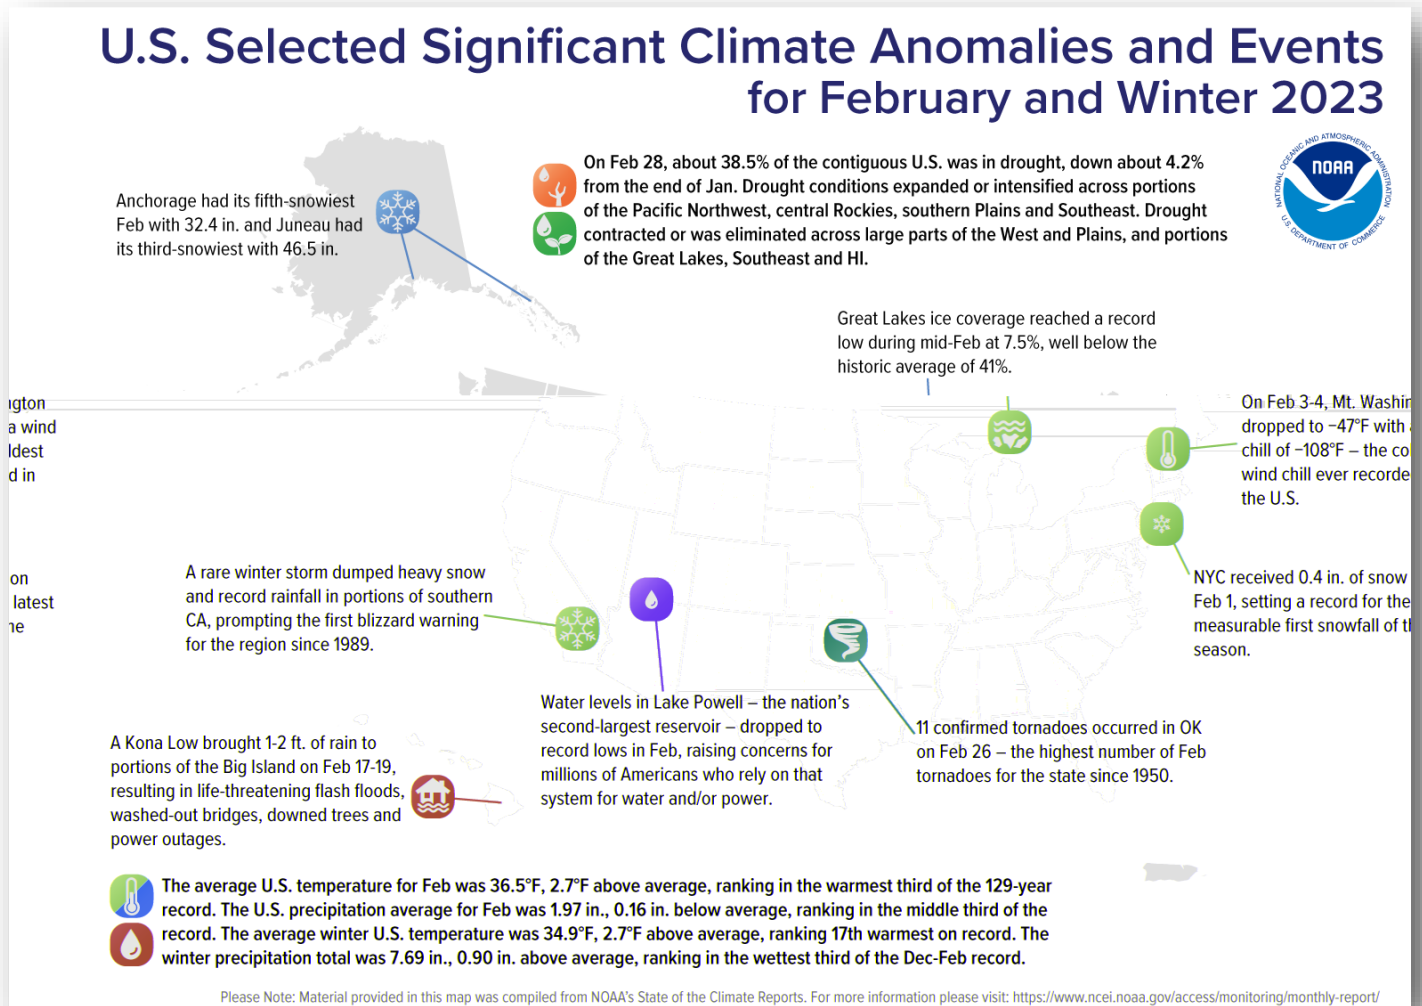 U.S. Selected Significant Climate Anomalies and Events
for February and Winter 2023
NATIONAL OCEANIC AND ATMOSPHERIC ADMINISTRATION
NOAA
U.S. DEPARTMENT OF COMMERCE
On Feb 28, about 38.5% of the contiguous U.S. was in drought, down about 4.2%
from the end of Jan. Drought conditions expanded or intensified across portions
of the Pacific Northwest, central Rockies, southern Plains and Southeast. Drought
contracted or was eliminated across large parts of the West and Plains, and portions
of the Great Lakes, Southeast and HI.
Anchorage had its fifth-snowiest
Feb with 32.4 in. and Juneau had
its third-snowiest with 46.5 in.
Great Lakes ice coverage reached a record
low during mid-Feb at 7.5%, well below the
historic average of 41%.
ngton
a wind
ldest
d in
On Feb 3-4, Mt. Washin
dropped to −47°F with
chill of −108°F – the co
wind chill ever recorde
the U.S.
on
latest
ne
A rare winter storm dumped heavy snow
and record rainfall in portions of southern
CA, prompting the first blizzard warning
for the region since 1989.
NYC received 0.4 in. of snow
Feb 1, setting a record for the
measurable first snowfall of th
season.
Water levels in Lake Powell – the nation's
second-largest reservoir – dropped to
record lows in Feb, raising concerns for
millions of Americans who rely on that
system for water and/or power.
11 confirmed tornadoes occurred in OK
on Feb 26 – the highest number of Feb
tornadoes for the state since 1950.
A Kona Low brought 1-2 ft. of rain to
portions of the Big Island on Feb 17-19,
resulting in life-threatening flash floods,
washed-out bridges, downed trees and
power outages.
The average U.S. temperature for Feb was 36.5°F, 2.7°F above average, ranking in the warmest third of the 129-year
record. The U.S. precipitation average for Feb was 1.97 in., 0.16 in. below average, ranking in the middle third of the
record. The average winter U.S. temperature was 34.9°F, 2.7°F above average, ranking 17th warmest on record. The
winter precipitation total was 7.69 in., 0.90 in. above average, ranking in the wettest third of the Dec-Feb record.
Please Note: Material provided in this map was compiled from NOAA's State of the Climate Reports. For more information please visit: https://www.ncei.noaa.gov/access/monitoring/monthly-report/